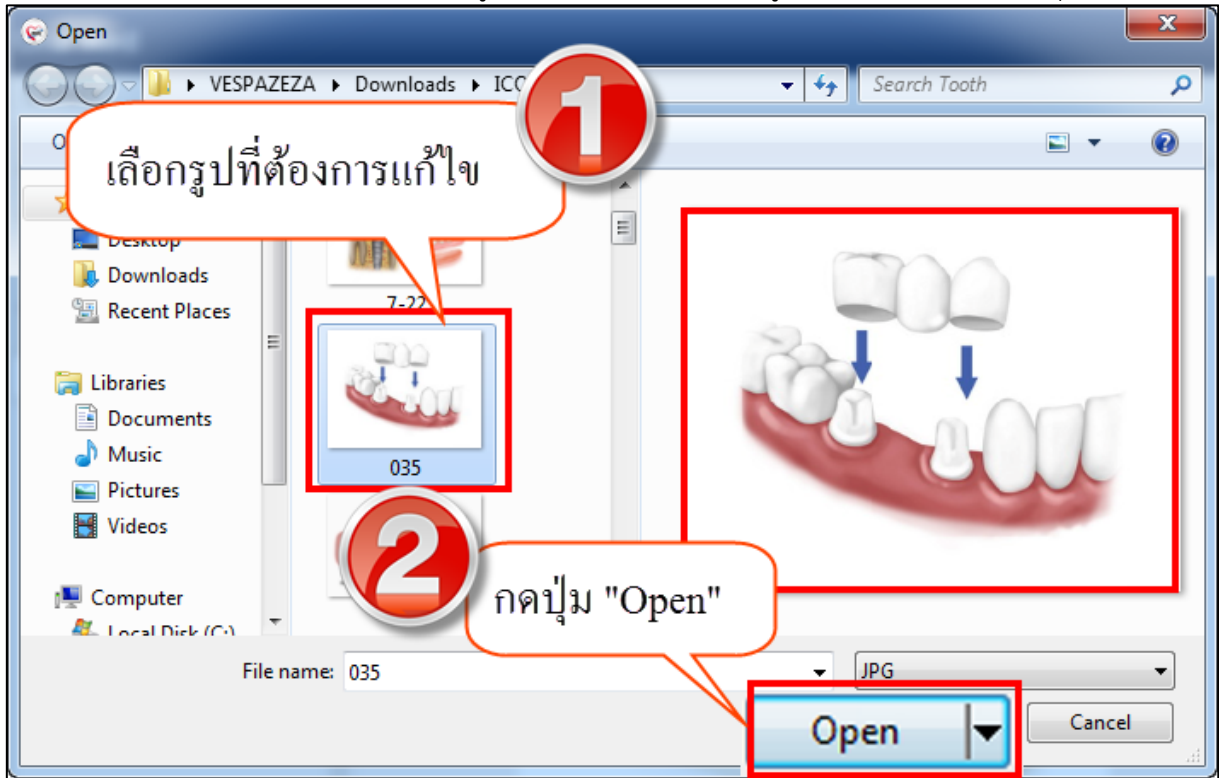 Open
VESPAZEZA ▸ Downloads ▸
Search Tooth
1
เลือกรูปที่ต้องการแก้ไข
Desktop
Downloads
Recent Places
Libraries
Documents
Music
Pictures
Videos
Computer
Local Disk (C:)
7-22
035
2
กดปุ่ม "Open"
File name: 035
JPG
Open
Cancel